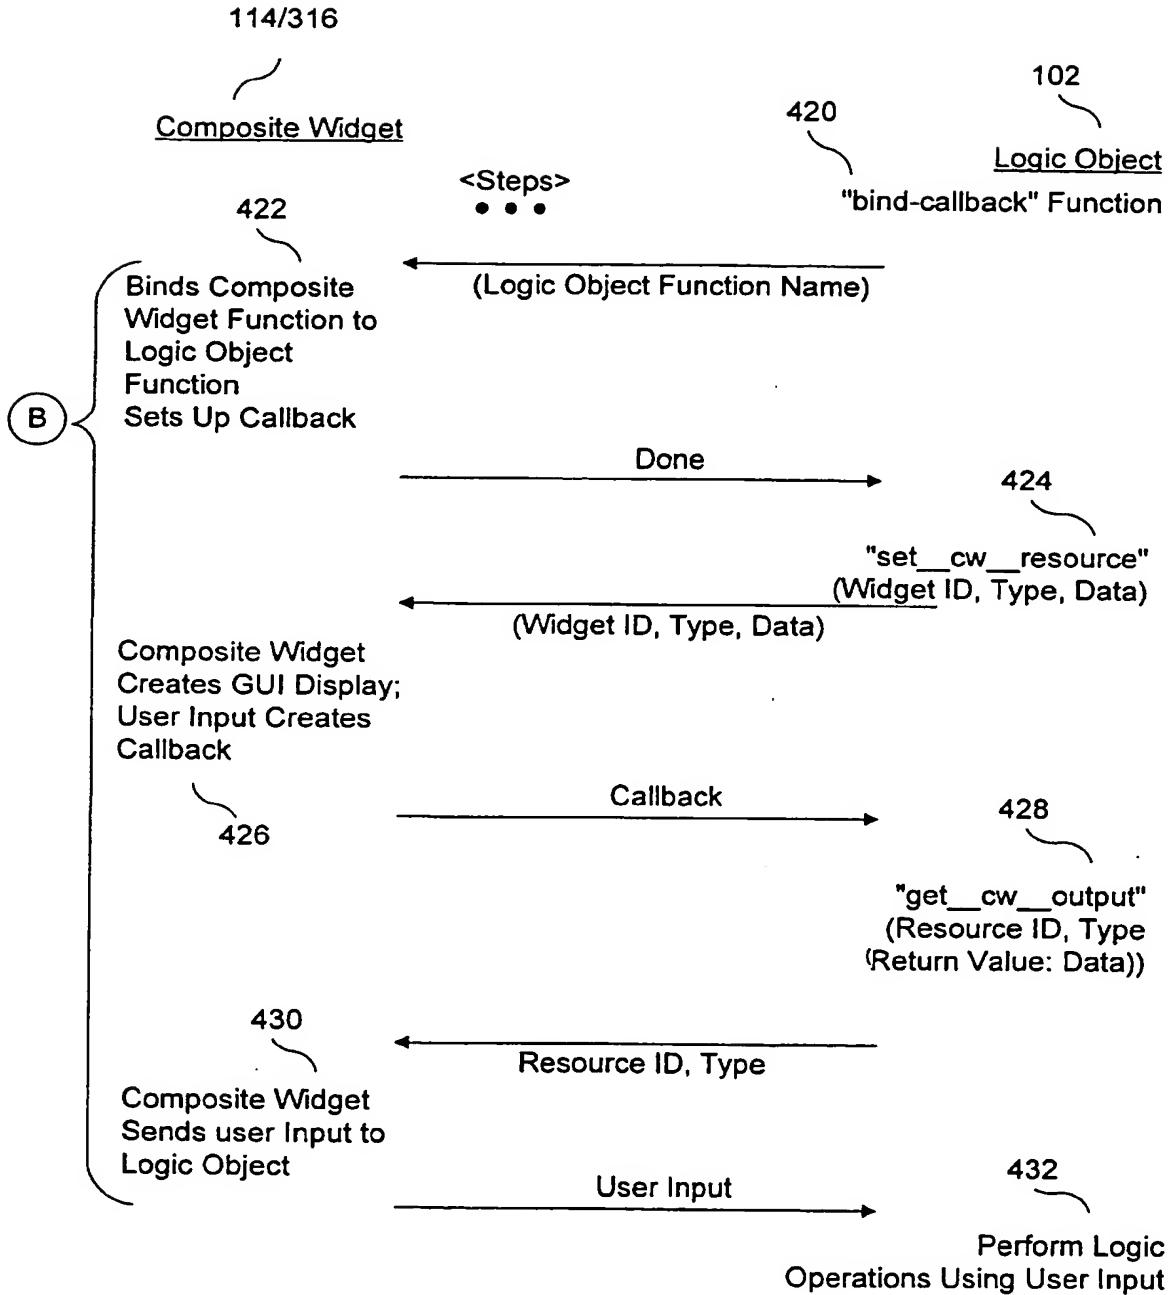 114/316
Composite Widget
102
Logic Object
420
"bind-callback" Function
<Steps>
422
(Logic Object Function Name)
Binds Composite
Widget Function to
Logic Object
Function
Sets Up Callback
B
Done
424
"set__cw__resource"
(Widget ID, Type, Data)
(Widget ID, Type, Data)
Composite Widget
Creates GUI Display;
User Input Creates
Callback
426
Callback
428
"get__cw__output"
(Resource ID, Type
(Return Value: Data))
430
Resource ID, Type
Composite Widget
Sends user Input to
Logic Object
User Input
432
Perform Logic
Operations Using User Input